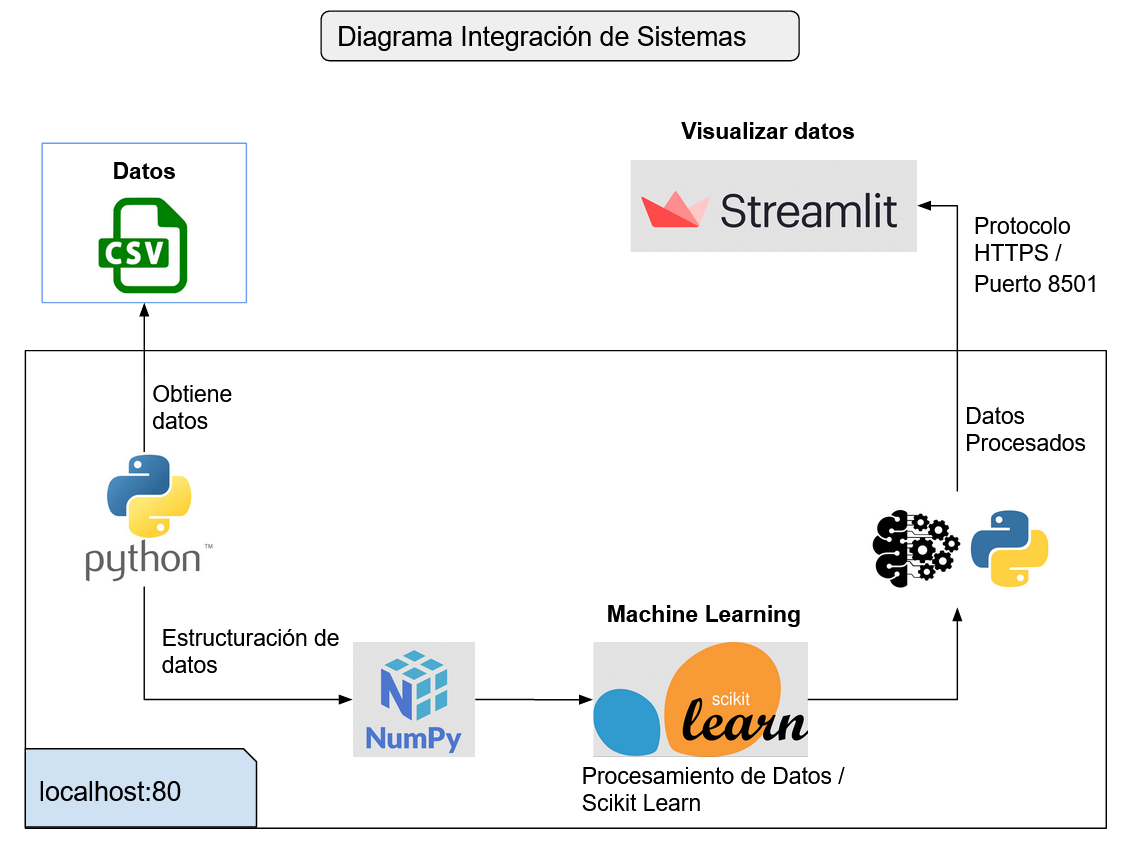 Diagrama Integración de Sistemas
Visualizar datos
Datos
CSV
Streamlit
Protocolo
HTTPS /
Puerto 8501
Obtiene
datos
Datos
Procesados
python™
Machine Learning
Estructuración de
datos
NumPy
scikit
learn
Procesamiento de Datos /
Scikit Learn
localhost:80